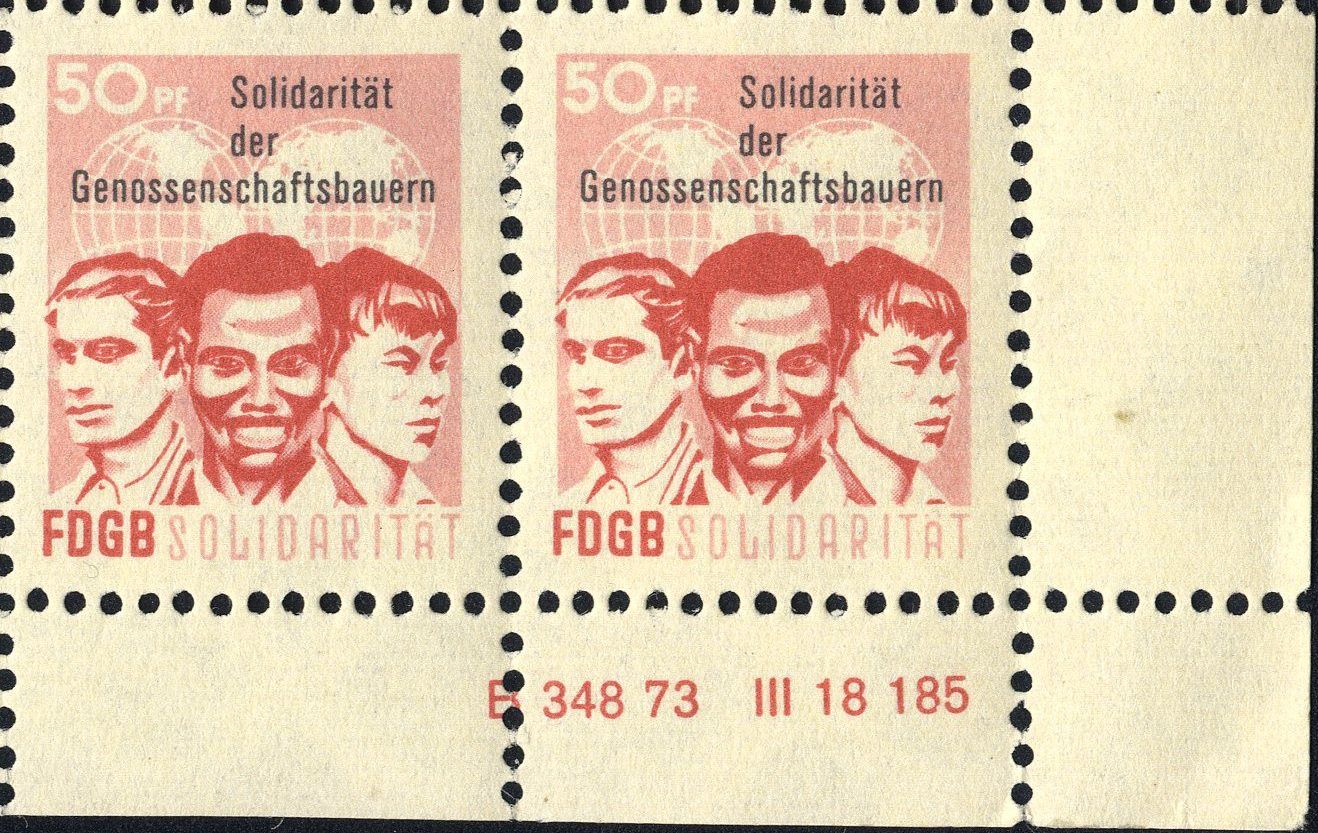 50 PF
Solidarität
der
Genossenschaftsbauern
FDGB SOLIDARITÄT
50 PF
Solidarität
der
Genossenschaftsbauern
FDGB SOLIDARITÄT
B 348 73 III 18 185